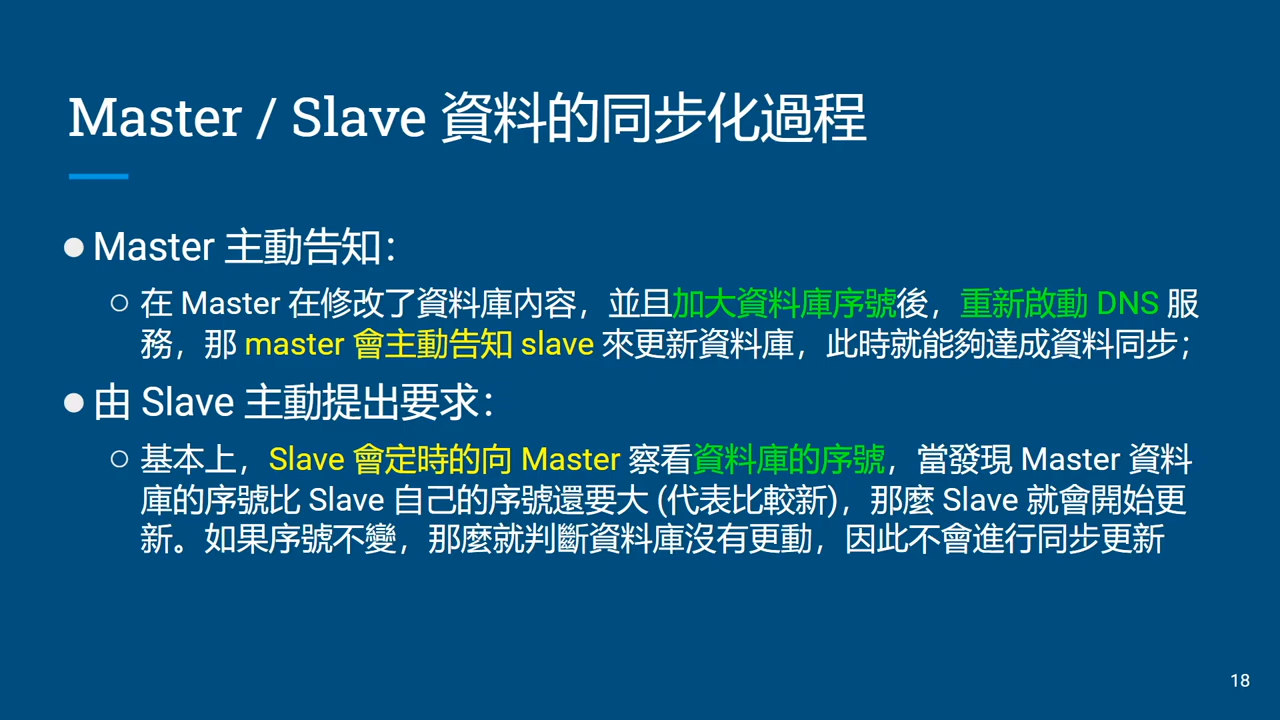 Master / Slave 資料的同步化過程
●Master 主動告知：
○ 在 Master 在修改了資料庫內容，並且加大資料庫序號後，重新啟動 DNS 服
務，那 master 會主動告知 slave 來更新資料庫，此時就能夠達成資料同步；
●由 Slave 主動提出要求：
○ 基本上，Slave 會定時的向 Master 察看資料庫的序號，當發現 Master 資料
庫的序號比 Slave 自己的序號還要大 (代表比較新)，那麼 Slave 就會開始更
新。如果序號不變，那麼就判斷資料庫沒有更動，因此不會進行同步更新
18